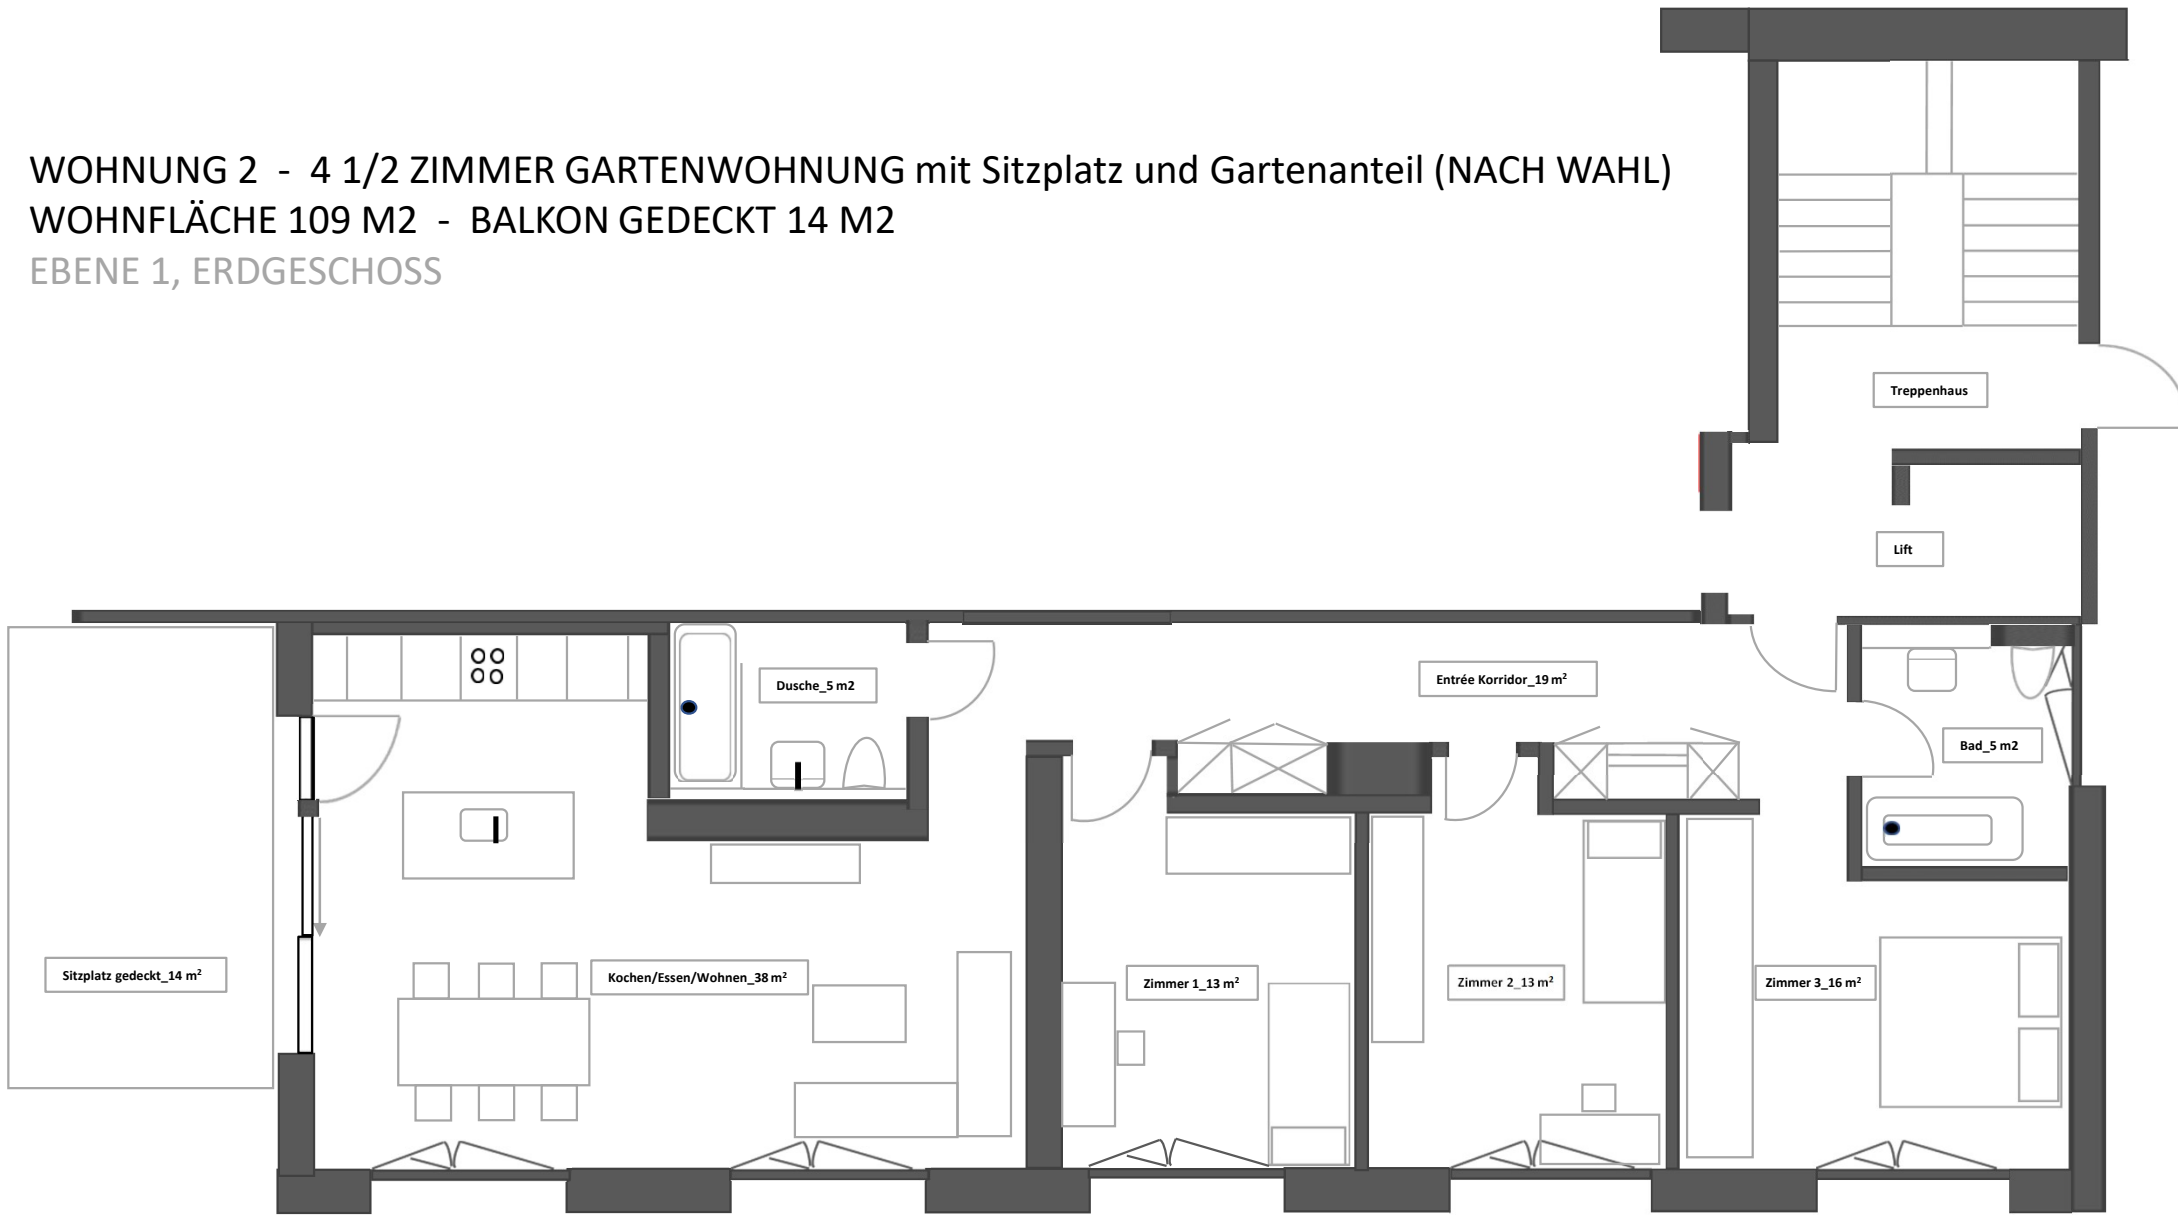 WOHNUNG 2 - 4 1/2 ZIMMER GARTENWOHNUNG mit Sitzplatz und Gartenanteil (NACH WAHL)
WOHNFLÄCHE 109 M2 - BALKON GEDECKT 14 M2
EBENE 1, ERDGESCHOSS
Treppenhaus
Lift
Dusche_5 m2
Entrée Korridor_19 m²
Bad_5 m2
Sitzplatz gedeckt_14 m²
Kochen/Essen/Wohnen_38 m²
Zimmer 1_13 m²
Zimmer 2_13 m²
Zimmer 3_16 m²